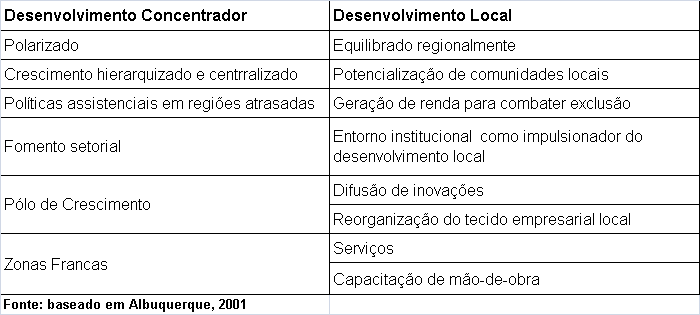 Desenvolvimento Concentrador Desenvolvimento Local
Polarizado Equilibrado regionalmente
Crescimento hierarquizado e centrralizado Potencialização de comunidades locais
Políticas assistenciais em regiões atrasadas Geração de renda para combater exclusão
Fomento setorial Entorno institucional como impulsionador do
desenvolvimento local
Pólo de Crescimento Difusão de inovações
Reorganização do tecido empresarial local
Zonas Francas Serviços
Capacitação de mão-de-obra
Fonte: baseado em Albuquerque, 2001